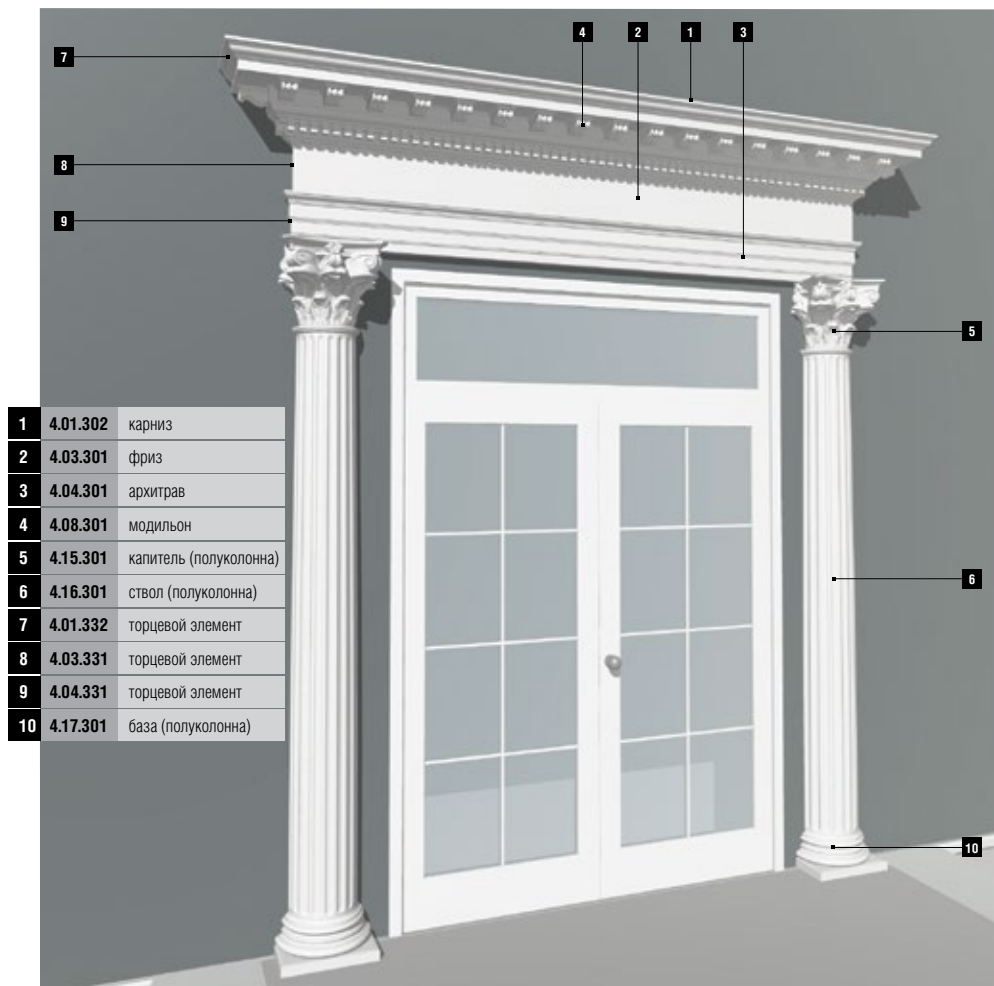 4 2 1 3
7
8
9
5
1 4.01.302 карниз
2 4.03.301 фриз
3 4.04.301 архитрав
4 4.08.301 модильон
5 4.15.301 капитель (полуколонна)
6 4.16.301 ствол (полуколонна)
7 4.01.332 торцевой элемент
8 4.03.331 торцевой элемент
9 4.04.331 торцевой элемент
10 4.17.301 база (полуколонна)
6
10